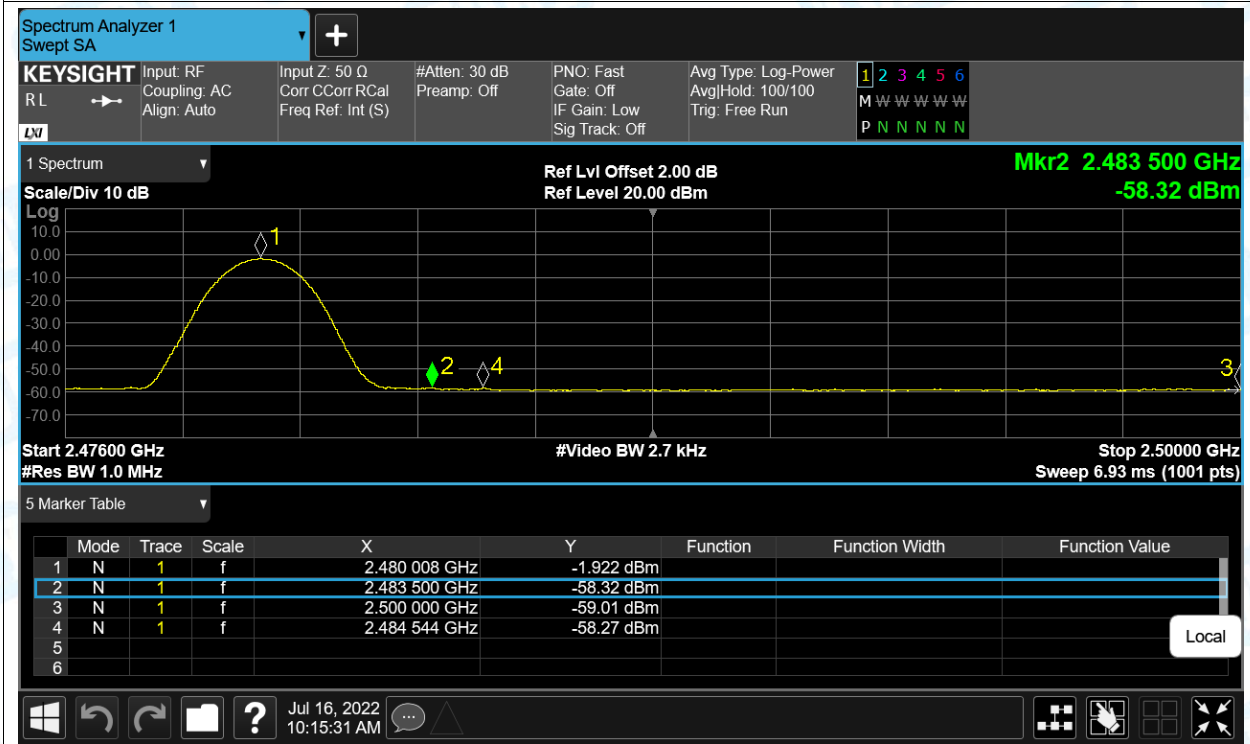 Spectrum Analyzer 1
Swept SA
+
KEYSIGHT Input: RF Input Z: 50 Ω #Atten: 30 dB PNO: Fast Avg Type: Log-Power 1 2 3 4 5 6
R L Coupling: AC Corr CCorr RCal Preamp: Off Gate: Off Avg|Hold: 100/100 M W W W W W
Align: Auto Freq Ref: Int (S) IF Gain: Low Trig: Free Run
LXI Sig Track: Off P N N N N N
1 Spectrum Ref Lvl Offset 2.00 dB Mkr2 2.483 500 GHz
Scale/Div 10 dB Ref Level 20.00 dBm -58.32 dBm
Log
10.0
0.00
-10.0
-20.0
-30.0
-40.0
-50.0
-60.0
-70.0
1
2
4
3
Start 2.47600 GHz #Video BW 2.7 kHz Stop 2.50000 GHz
#Res BW 1.0 MHz Sweep 6.93 ms (1001 pts)
5 Marker Table
Mode Trace Scale X Y Function Function Width Function Value
1 N 1 f 2.480 008 GHz -1.922 dBm
2 N 1 f 2.483 500 GHz -58.32 dBm
3 N 1 f 2.500 000 GHz -59.01 dBm
4 N 1 f 2.484 544 GHz -58.27 dBm
5
6
Local
? Jul 16, 2022
10:15:31 AM